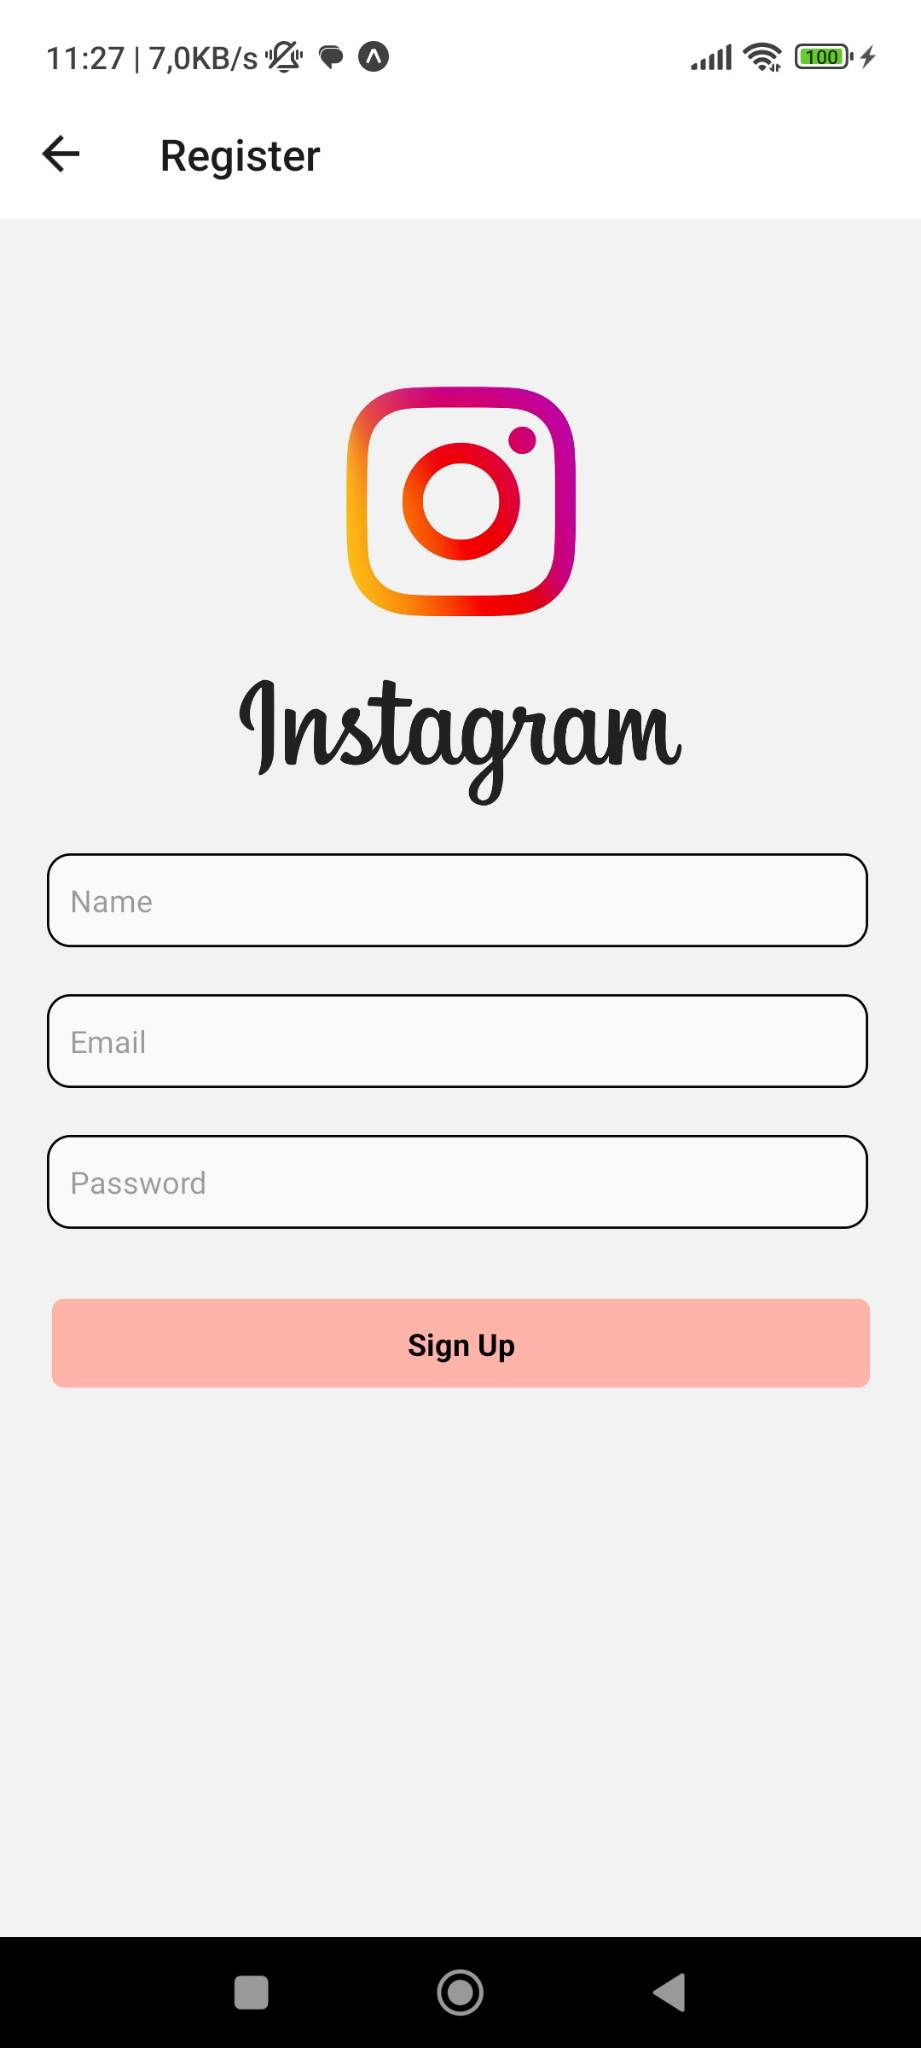 11:27 | 7,0KB/s 100
Register
Instagram
Name
Email
Password
Sign Up